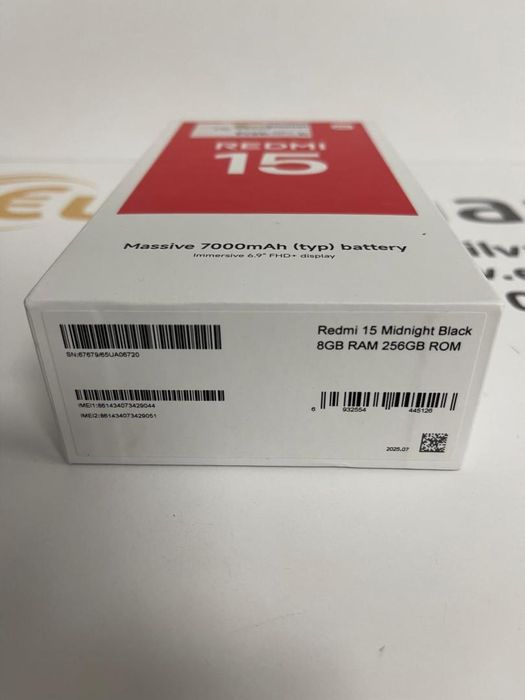 REDMI
15
Massive 7000mAh (typ) battery
Immersive 6.9" FHD+ display
Redmi 15 Midnight Black
8GB RAM 256GB ROM
SN:67679/65UA06720
IMEI1:861434073429044
IMEI2:861434073429051
6 932554 445126
2025.07